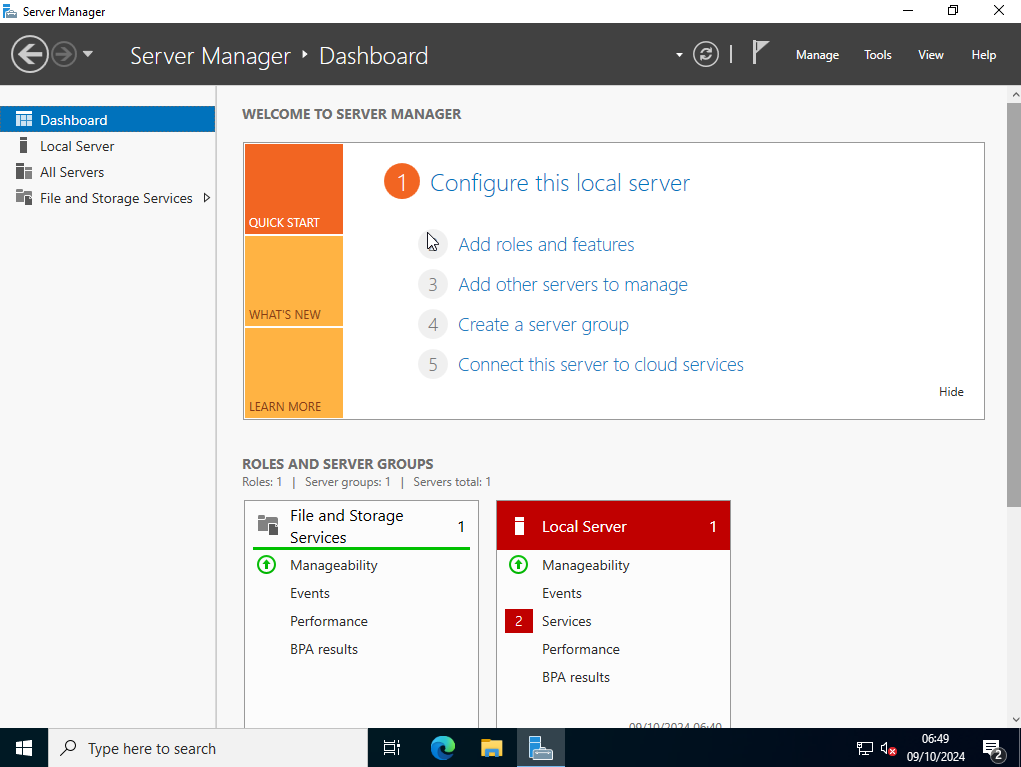 Server Manager
Server Manager • Dashboard
Manage
Tools
View
Help
Dashboard
Local Server
All Servers
File and Storage Services
WELCOME TO SERVER MANAGER
QUICK START
WHAT'S NEW
LEARN MORE
1 Configure this local server
Add roles and features
3 Add other servers to manage
4 Create a server group
5 Connect this server to cloud services
Hide
ROLES AND SERVER GROUPS
Roles: 1 | Server groups: 1 | Servers total: 1
File and Storage Services 1
Manageability
Events
Performance
BPA results
Local Server 1
Manageability
Events
2 Services
Performance
BPA results
09/10/2024 06:40
Type here to search
06:49
09/10/2024
2